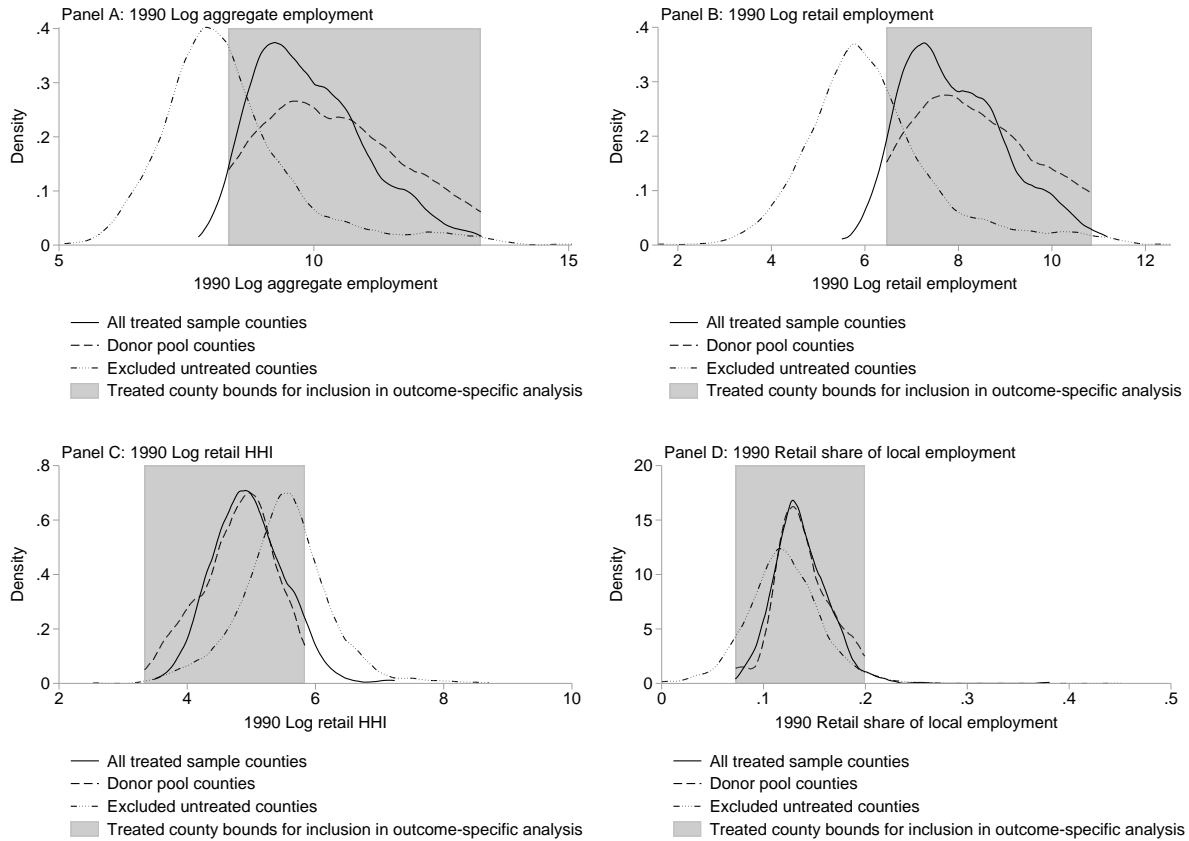 Panel A: 1990 Log aggregate employment
.4
.3
.2
.1
0
Density
5
10
15
1990 Log aggregate employment
All treated sample counties
Donor pool counties
Excluded untreated counties
Treated county bounds for inclusion in outcome-specific analysis
Panel B: 1990 Log retail employment
.4
.3
.2
.1
0
Density
2
4
6
8
10
12
1990 Log retail employment
All treated sample counties
Donor pool counties
Excluded untreated counties
Treated county bounds for inclusion in outcome-specific analysis
Panel C: 1990 Log retail HHI
.8
.6
.4
.2
0
Density
2
4
6
8
10
1990 Log retail HHI
All treated sample counties
Donor pool counties
Excluded untreated counties
Treated county bounds for inclusion in outcome-specific analysis
Panel D: 1990 Retail share of local employment
20
15
10
5
0
Density
0
.1
.2
.3
.4
.5
1990 Retail share of local employment
All treated sample counties
Donor pool counties
Excluded untreated counties
Treated county bounds for inclusion in outcome-specific analysis